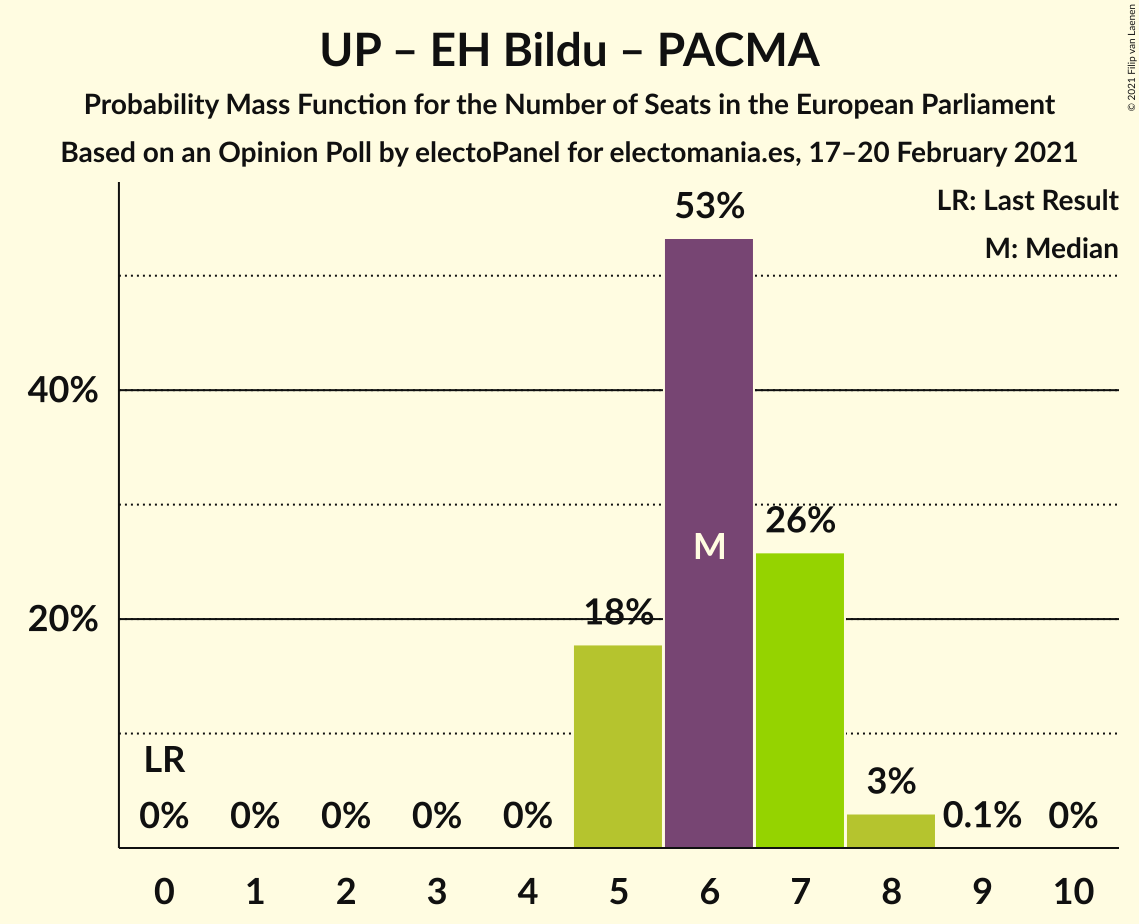 UP – EH Bildu – PACMA
Probability Mass Function for the Number of Seats in the European Parliament
Based on an Opinion Poll by electoPanel for electomania.es, 17–20 February 2021
© 2021 Filip van Laenen
LR: Last Result
M: Median
53%
40%
26%
M
20%
18%
LR
3%
0% 0% 0% 0% 0% 0.1% 0%
0 1 2 3 4 5 6 7 8 9 10